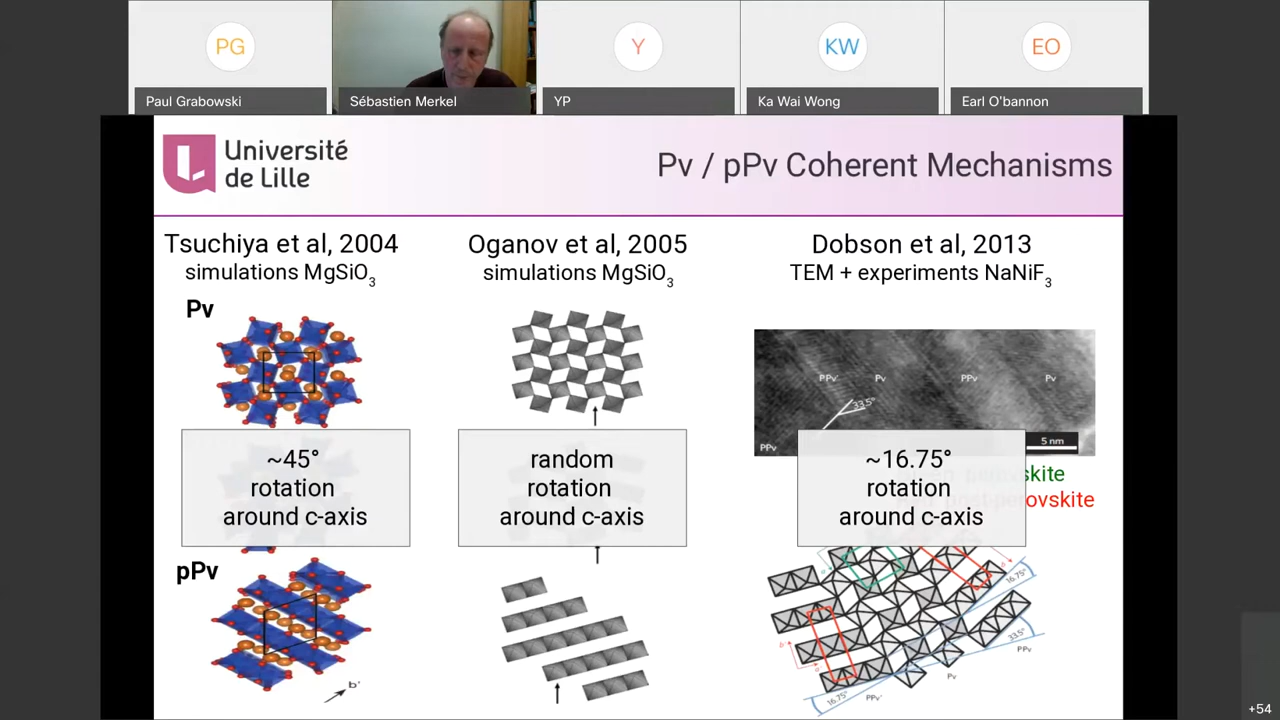 PG
Y
KW
EO
Paul Grabowski
Sébastien Merkel
YP
Ka Wai Wong
Earl O'bannon
Université
de Lille
Pv / pPv Coherent Mechanisms
Tsuchiya et al, 2004
simulations MgSiO3
Oganov et al, 2005
simulations MgSiO3
Dobson et al, 2013
TEM + experiments NaNiF3
Pv
PPv'
Pv
PPv
Pv
33.5°
PPv
5 nm
~45°
rotation
around c-axis
random
rotation
around c-axis
~16.75°
rotation
around c-axis
skite
ovskite
pPv
b'
16.75°
33.5°
PPv
Pv
PPv'
16.75°
+54